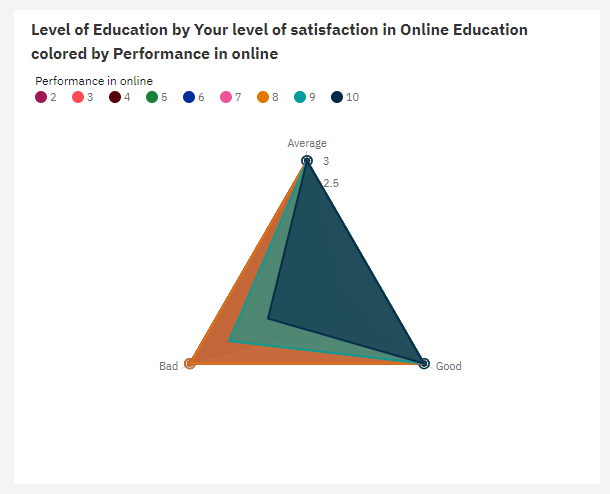 Level of Education by Your level of satisfaction in Online Education
colored by Performance in online
Performance in online
2 3 4 5 6 7 8 9 10
Average
3
2.5
Bad
Good